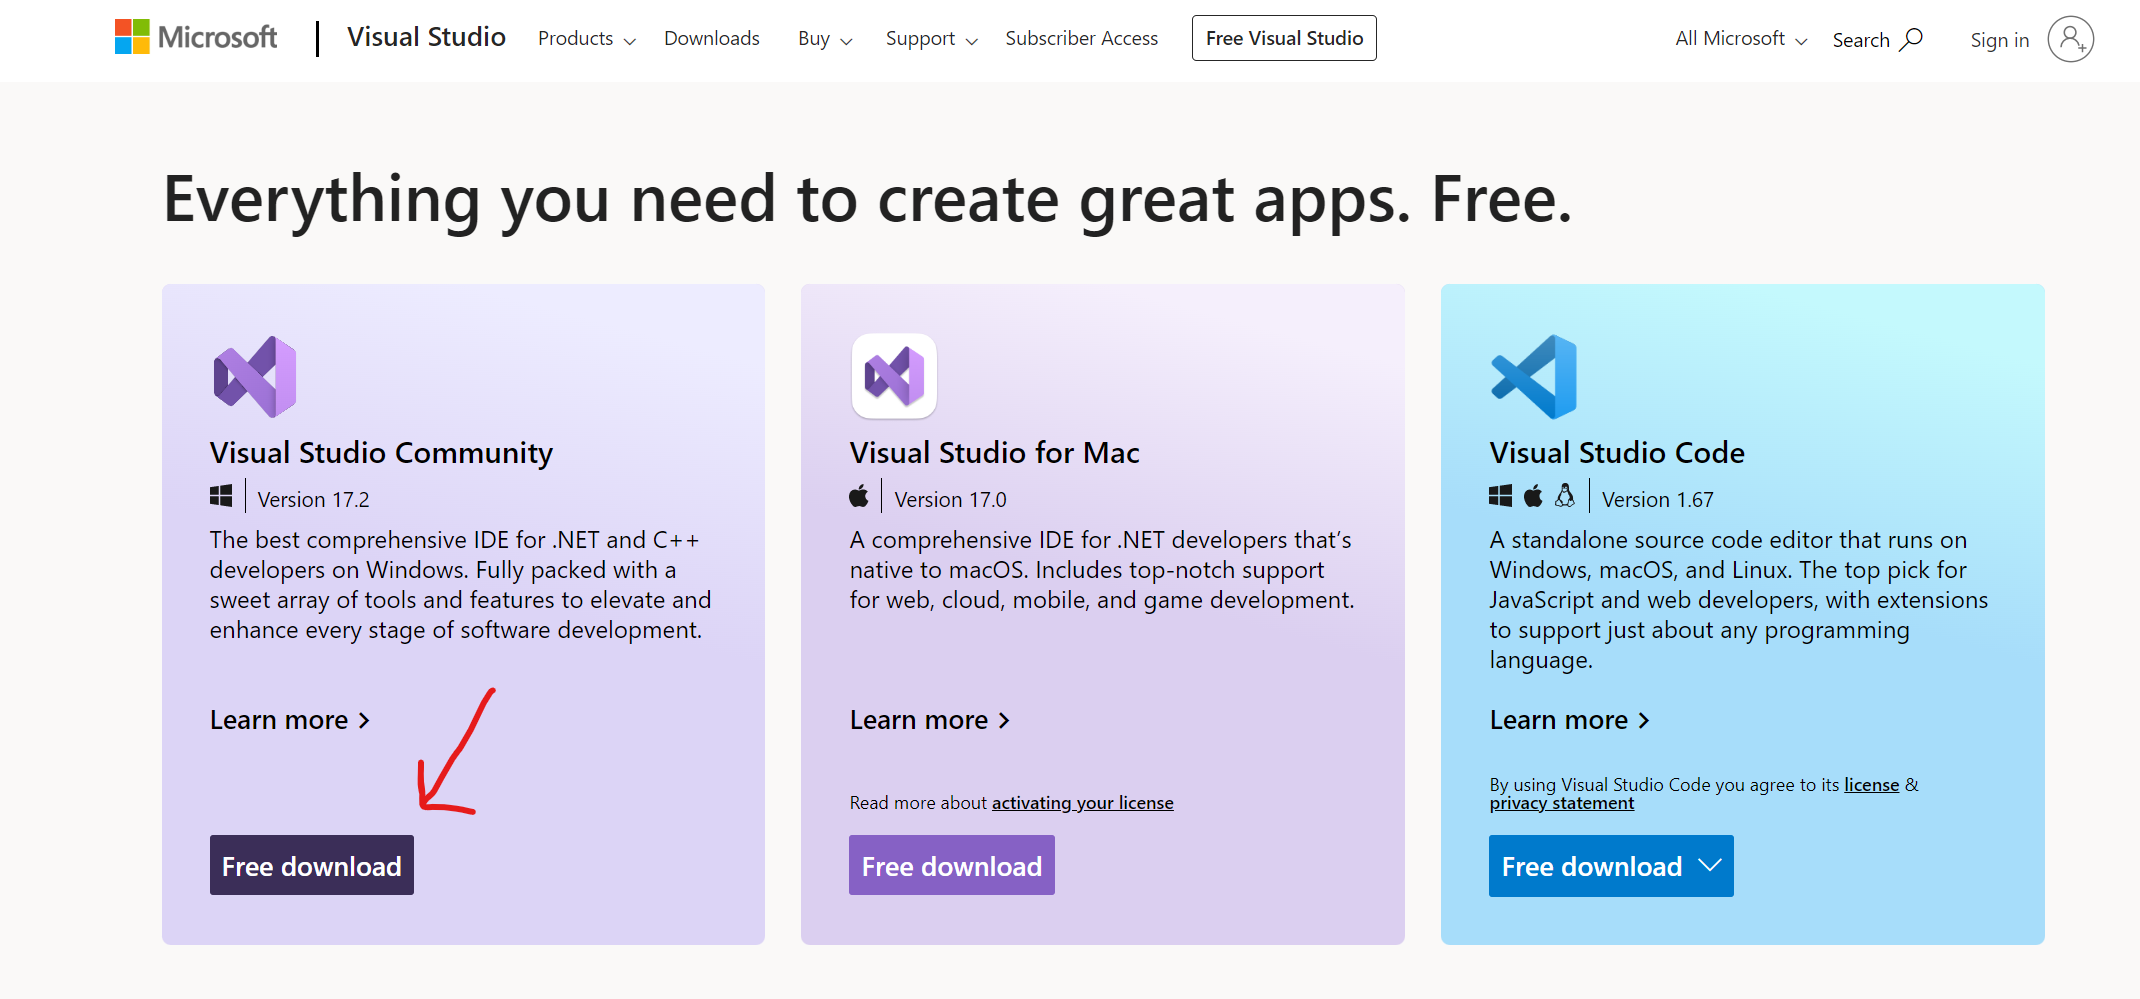 Microsoft Visual Studio Products Downloads Buy Support Subscriber Access Free Visual Studio All Microsoft Search Sign in
Everything you need to create great apps. Free.
Visual Studio Community
Version 17.2
The best comprehensive IDE for .NET and C++
developers on Windows. Fully packed with a
sweet array of tools and features to elevate and
enhance every stage of software development.
Learn more
Free download
Visual Studio for Mac
Version 17.0
A comprehensive IDE for .NET developers that’s
native to macOS. Includes top-notch support
for web, cloud, mobile, and game development.
Learn more
Read more about activating your license
Free download
Visual Studio Code
Version 1.67
A standalone source code editor that runs on
Windows, macOS, and Linux. The top pick for
JavaScript and web developers, with extensions
to support just about any programming
language.
Learn more
By using Visual Studio Code you agree to its license &
privacy statement
Free download